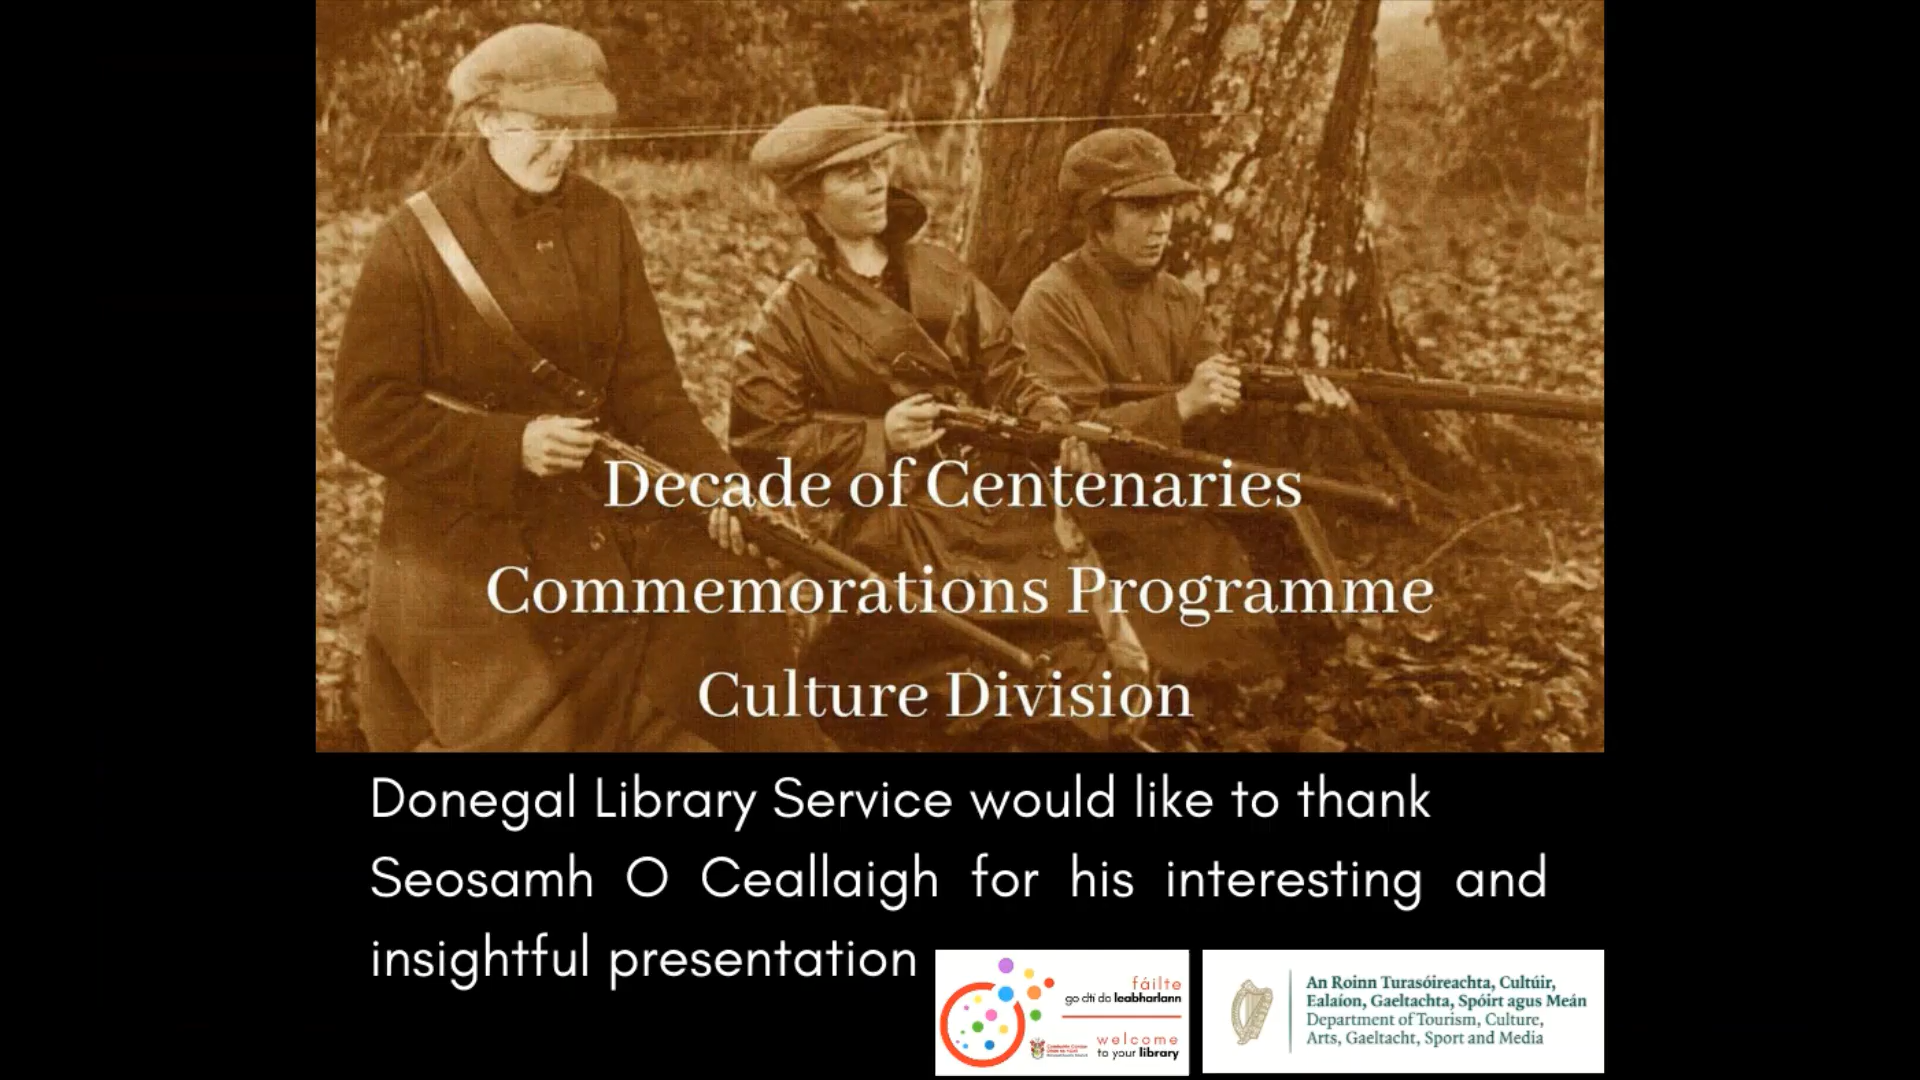 Decade of Centenaries
Commemorations Programme
Culture Division
Donegal Library Service would like to thank
Seosamh O Ceallaigh for his interesting and
insightful presentation
fáilte
go dtí do leabharlann
welcome
to your library
An Roinn Turasóireachta, Cultúir,
Ealaíon, Gaeltachta, Spóirt agus Meán
Department of Tourism, Culture,
Arts, Gaeltacht, Sport and Media